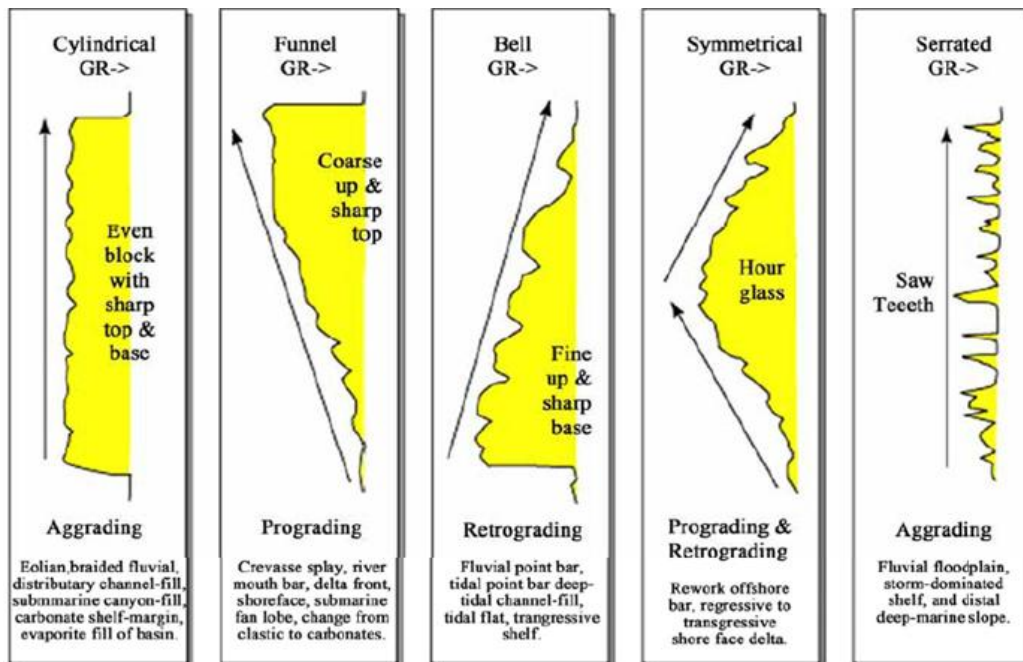 Cylindrical
GR->
Even
block
with
sharp
top &
base
Aggrading
Eolian,braided fluvial,
distributary channel-fill,
submmarine canyon-fill,
carbonate shelf-margin,
evaporite fill of basin.
Funnel
GR->
Coarse
up &
sharp
top
Prograding
Crevasse splay, river
mouth bar, delta front,
shoreface, submarine
fan lobe, change from
clastic to carbonates.
Bell
GR->
Fine
up &
sharp
base
Retrograding
Fluvial point bar,
tidal point bar deep-
tidal channel-fill,
tidal flat, trangressive
shelf.
Symmetrical
GR->
Hour
glass
Prograding &
Retrograding
Rework offshore
bar, regressive to
transgressive
shore face delta.
Serrated
GR->
Saw
Teeeth
Aggrading
Fluvial floodplain,
storm-dominated
shelf, and distal
deep-marine slope.